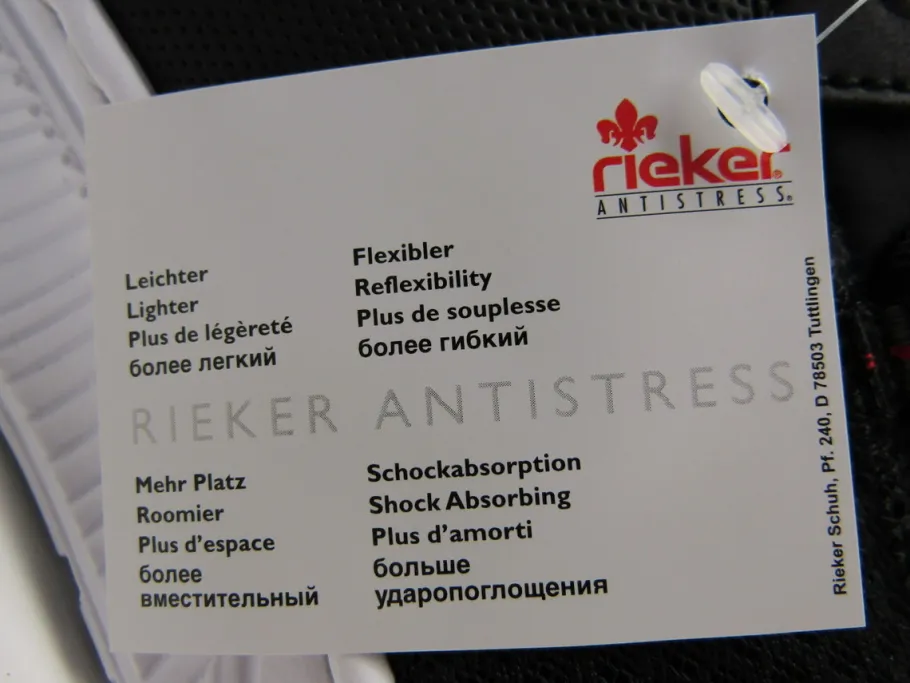 rieker®
ANTISTRESS®
Leichter
Lighter
Plus de légèreté
более легкий
Flexibler
Reflexibility
Plus de souplesse
более гибкий
RIEKER ANTISTRESS
Mehr Platz
Roomier
Plus d'espace
более
вместительный
Schockabsorption
Shock Absorbing
Plus d'amorti
больше
ударопоглощения
Rieker Schuh, Pf. 240, D 78503 Tuttlingen